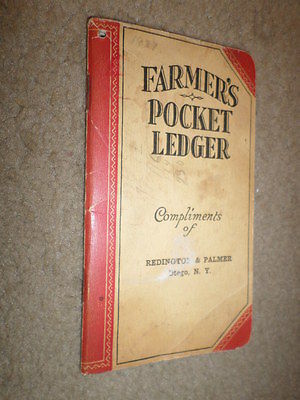 FARMER'S
POCKET
LEDGER
Compliments
of
REDINGTON & PALMER
Otego, N. Y.